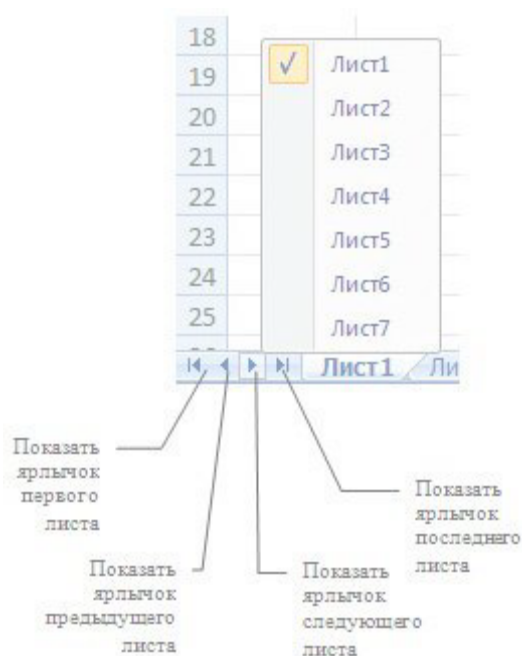 18
19
20
21
22
23
24
25
✓ Лист1
Лист2
Лист3
Лист4
Лист5
Лист6
Лист7
Лист1
Ли
Показать
ярлычок
первого
листа
Показать
ярлычок
предыдущего
листа
Показать
ярлычок
следующего
листа
Показать
ярлычок
последнего
листа